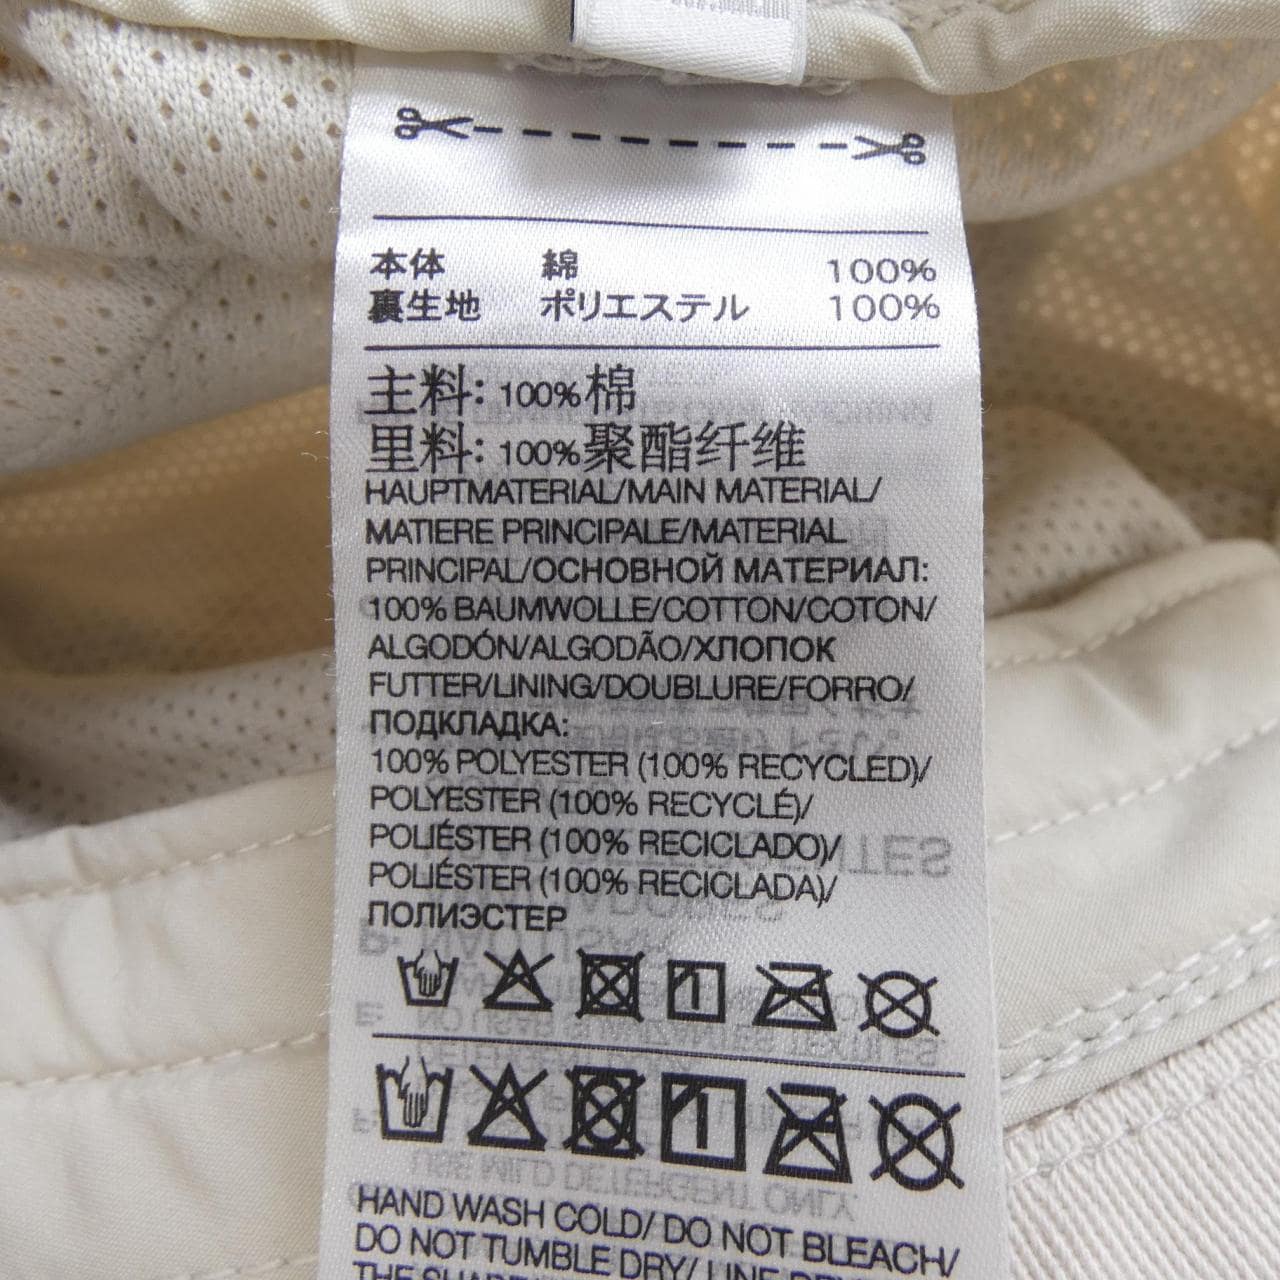 本体 綿 100%
裏生地 ポリエステル 100%
主料: 100%棉
里料: 100%聚酯纤维
HAUPTMATERIAL/MAIN MATERIAL/
MATIERE PRINCIPALE/MATERIAL
PRINCIPAL/ОСНОВНОЙ МАТЕРИАЛ:
100% BAUMWOLLE/COTTON/COTON/
ALGODÓN/ALGODÃO/ХЛОПОК
FUTTER/LINING/DOUBLURE/FORRO/
ПОДКЛАДКА:
100% POLYESTER (100% RECYCLED)/
POLYESTER (100% RECYCLÉ)/
POLIÉSTER (100% RECICLADO)/
POLIÉSTER (100% RECICLADA)/
ПОЛИЭСТЕР
HAND WASH COLD/ DO NOT BLEACH/
DO NOT TUMBLE DRY/ LINE